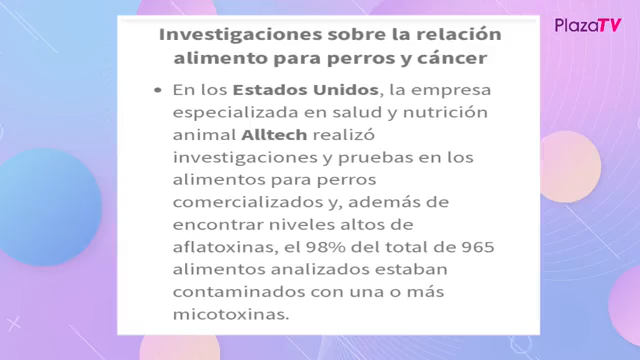 PlazaTV
Investigaciones sobre la relación
alimento para perros y cáncer
• En los Estados Unidos, la empresa
especializada en salud y nutrición
animal Alltech realizó
investigaciones y pruebas en los
alimentos para perros
comercializados y, además de
encontrar niveles altos de
aflatoxinas, el 98% del total de 965
alimentos analizados estaban
contaminados con una o más
micotoxinas.